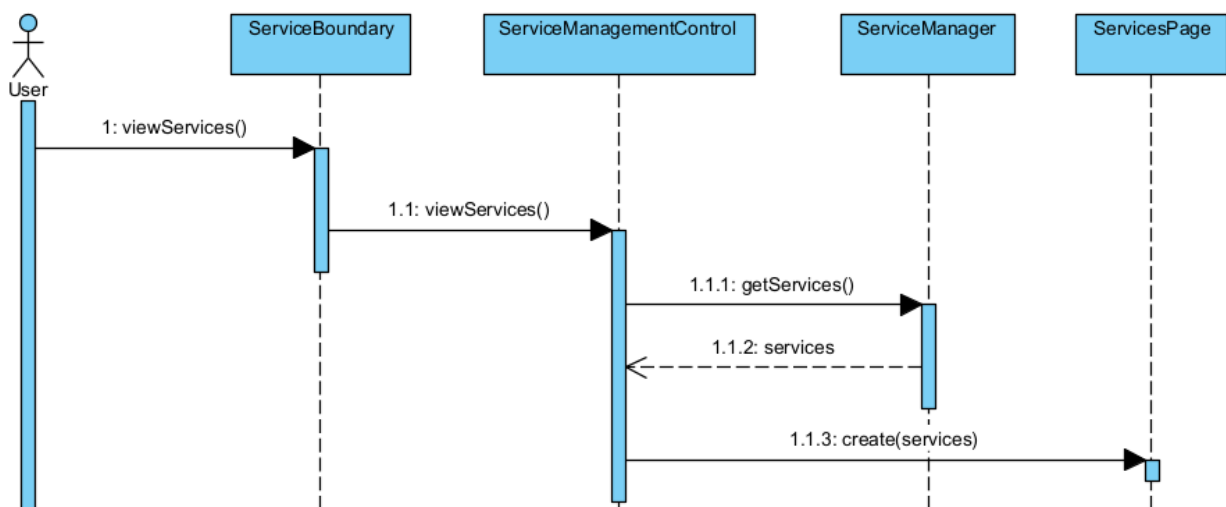 ServiceBoundary
ServiceManagementControl
ServiceManager
ServicesPage
User
1: viewServices()
1.1: viewServices()
1.1.1: getServices()
1.1.2: services
1.1.3: create(services)